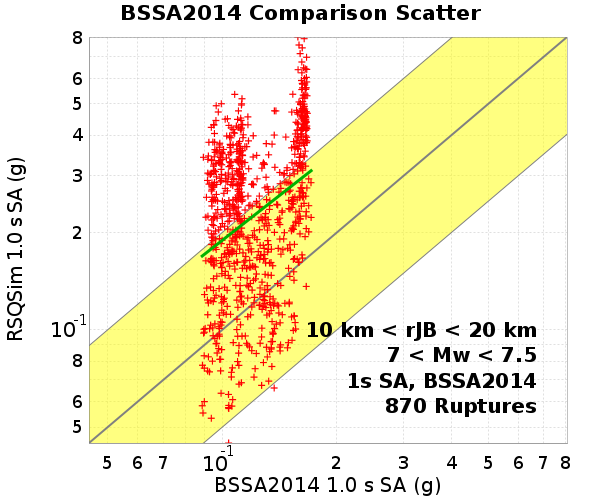 BSSA2014 Comparison Scatter
8
6
5
4
3
2
10-1
8
6
5
RSQSim 1.0 s SA (g)
10 km < rJB < 20 km
7 < Mw < 7.5
1s SA, BSSA2014
870 Ruptures
5 6 7 10-1 2 3 4 5 6 7 8
BSSA2014 1.0 s SA (g)